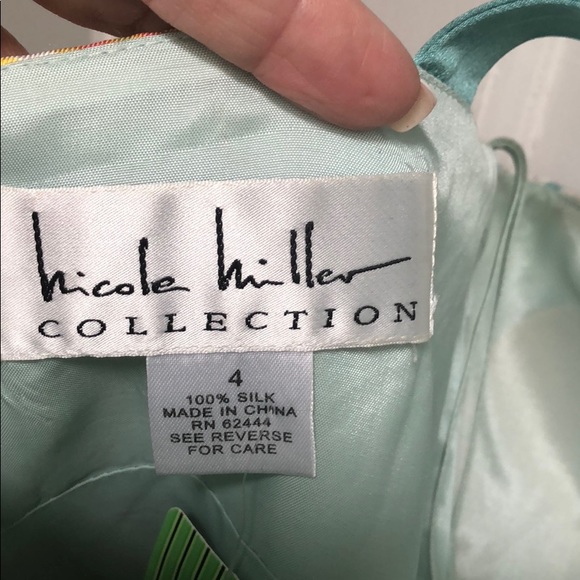 nicole miller
COLLECTION
4
100% SILK
MADE IN CHINA
RN 62444
SEE REVERSE
FOR CARE